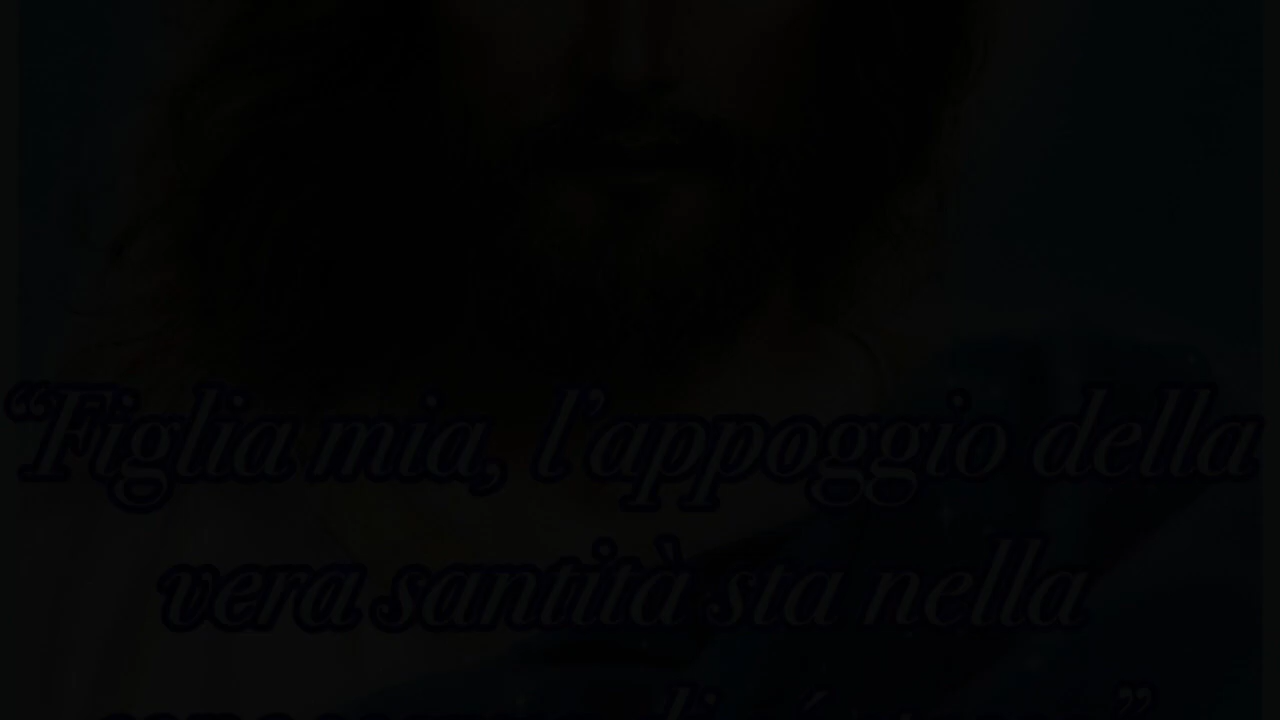 “Figlia mia, l’appoggio della
vera santità sta nella